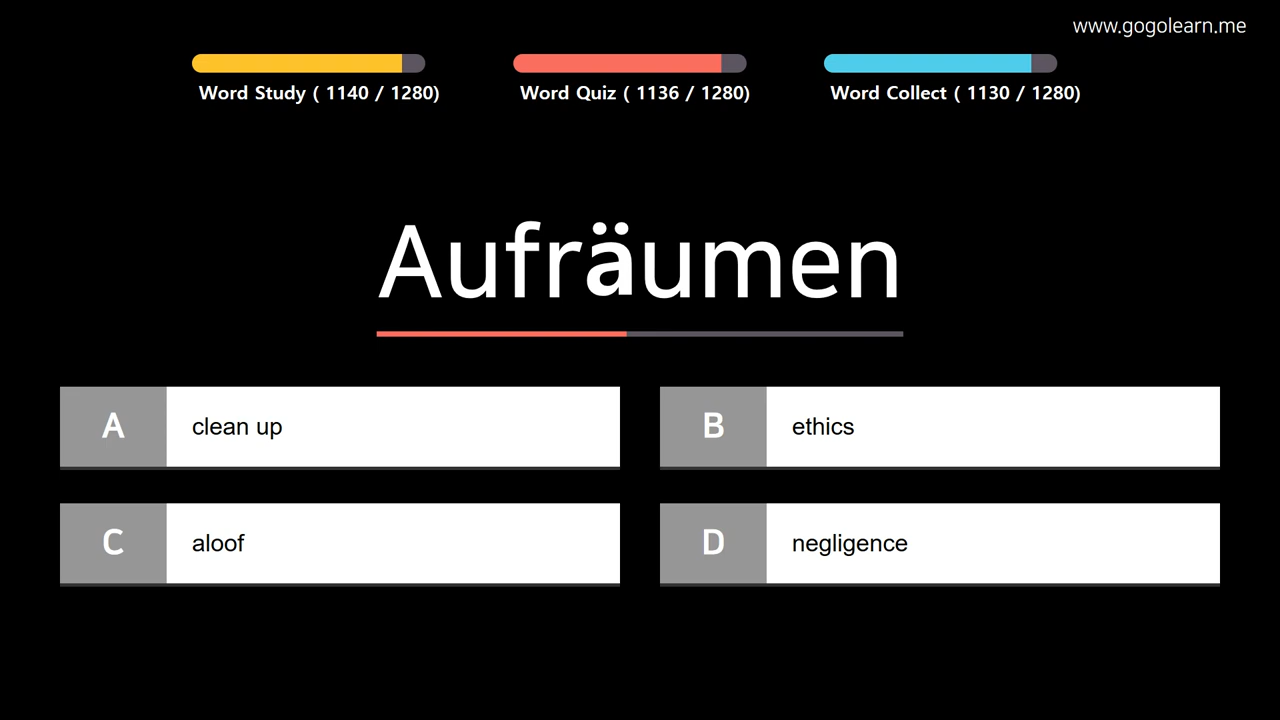 www.gogolearn.me
Word Study ( 1140 / 1280)
Word Quiz ( 1136 / 1280)
Word Collect ( 1130 / 1280)
Aufräumen
A clean up
B ethics
C aloof
D negligence